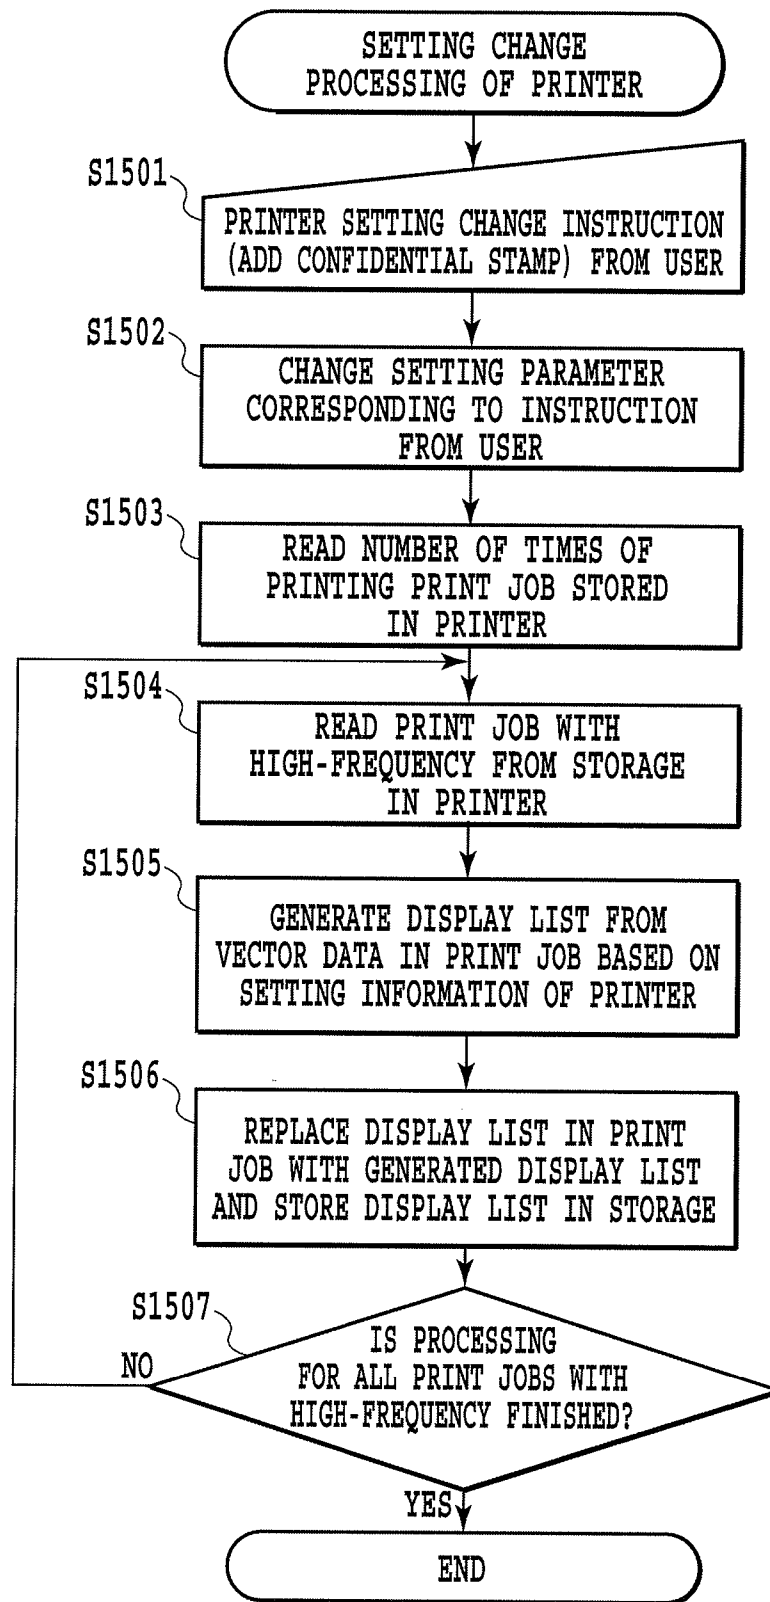 SETTING CHANGE
PROCESSING OF PRINTER
S1501
PRINTER SETTING CHANGE INSTRUCTION
(ADD CONFIDENTIAL STAMP) FROM USER
S1502
CHANGE SETTING PARAMETER
CORRESPONDING TO INSTRUCTION
FROM USER
S1503
READ NUMBER OF TIMES OF
PRINTING PRINT JOB STORED
IN PRINTER
S1504
READ PRINT JOB WITH
HIGH-FREQUENCY FROM STORAGE
IN PRINTER
S1505
GENERATE DISPLAY LIST FROM
VECTOR DATA IN PRINT JOB BASED ON
SETTING INFORMATION OF PRINTER
S1506
REPLACE DISPLAY LIST IN PRINT
JOB WITH GENERATED DISPLAY LIST
AND STORE DISPLAY LIST IN STORAGE
S1507
IS PROCESSING
FOR ALL PRINT JOBS WITH
HIGH-FREQUENCY FINISHED?
NO
YES
END